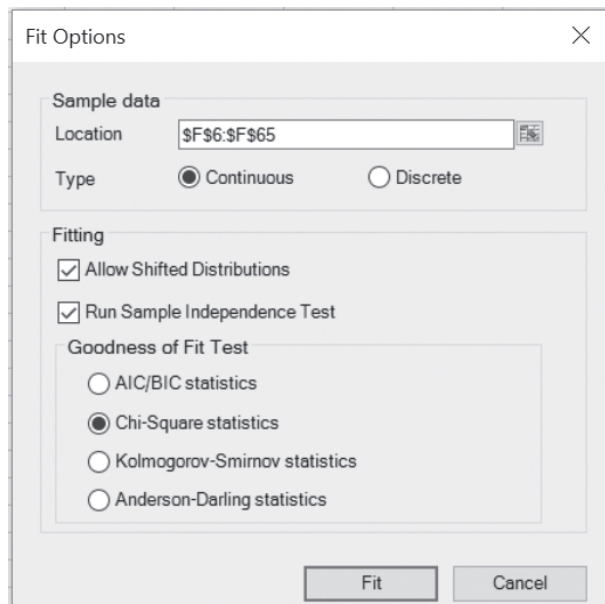 Fit Options
Sample data
Location $F$6:$F$65
Type Continuous Discrete
Fitting
Allow Shifted Distributions
Run Sample Independence Test
Goodness of Fit Test
AIC/BIC statistics
Chi-Square statistics
Kolmogorov-Smirnov statistics
Anderson-Darling statistics
Fit Cancel